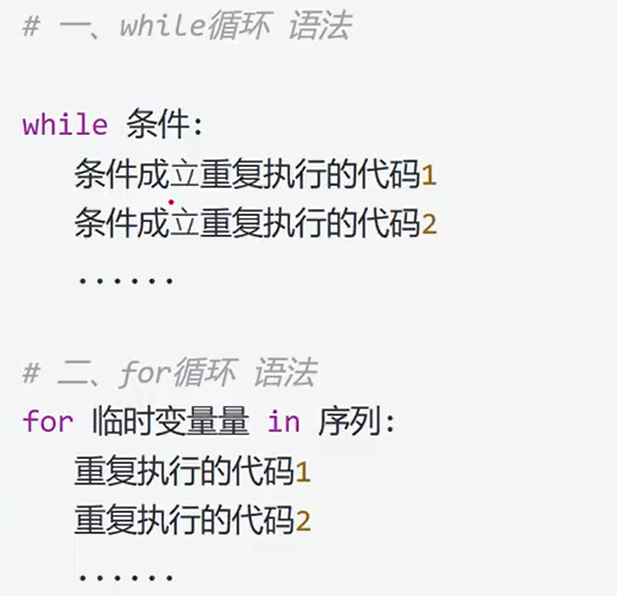 # 一、while循环 语法
while 条件:
条件成立重复执行的代码1
条件成立重复执行的代码2
......
# 二、for循环 语法
for 临时变量量 in 序列:
重复执行的代码1
重复执行的代码2
......